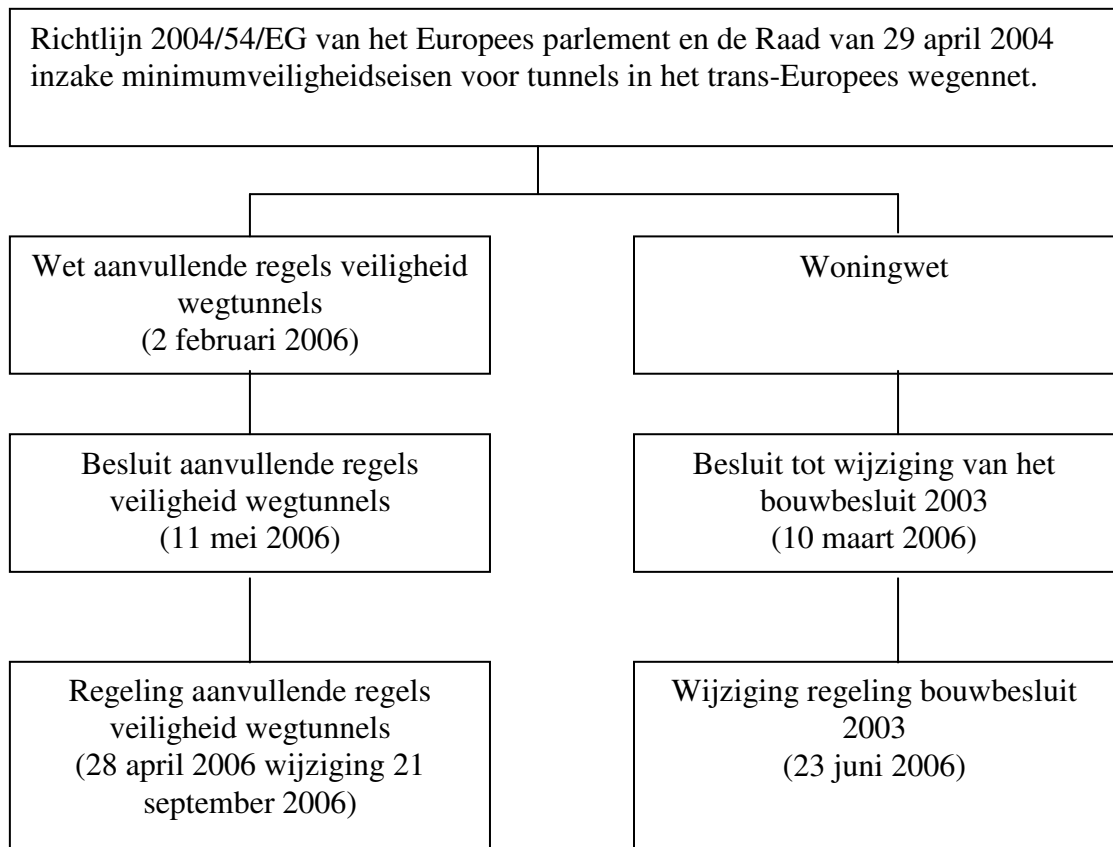 Richtlijn 2004/54/EG van het Europees parlement en de Raad van 29 april 2004
inzake minimumveiligheidseisen voor tunnels in het trans-Europees wegennet.
Wet aanvullende regels veiligheid
wegtunnels
(2 februari 2006)
Woningwet
Besluit aanvullende regels
veiligheid wegtunnels
(11 mei 2006)
Besluit tot wijziging van het
bouwbesluit 2003
(10 maart 2006)
Regeling aanvullende regels
veiligheid wegtunnels
(28 april 2006 wijziging 21
september 2006)
Wijziging regeling bouwbesluit
2003
(23 juni 2006)